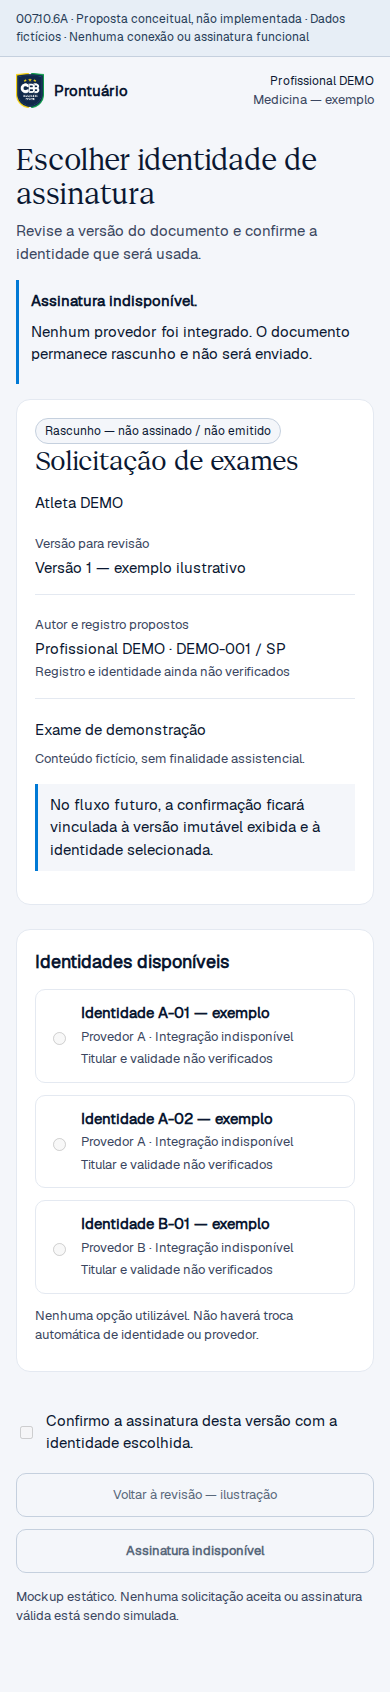 007.10.6A · Proposta conceitual, não implementada · Dados
fictícios · Nenhuma conexão ou assinatura funcional
CBB
Prontuário
Profissional DEMO
Medicina — exemplo
Escolher identidade de
assinatura
Revise a versão do documento e confirme a
identidade que será usada.
Assinatura indisponível.
Nenhum provedor foi integrado. O documento
permanece rascunho e não será enviado.
Rascunho — não assinado / não emitido
Solicitação de exames
Atleta DEMO
Versão para revisão
Versão 1 — exemplo ilustrativo
Autor e registro propostos
Profissional DEMO · DEMO-001 / SP
Registro e identidade ainda não verificados
Exame de demonstração
Conteúdo fictício, sem finalidade assistencial.
No fluxo futuro, a confirmação ficará
vinculada à versão imutável exibida e à
identidade selecionada.
Identidades disponíveis
Identidade A-01 — exemplo
Provedor A · Integração indisponível
Titular e validade não verificados
Identidade A-02 — exemplo
Provedor A · Integração indisponível
Titular e validade não verificados
Identidade B-01 — exemplo
Provedor B · Integração indisponível
Titular e validade não verificados
Nenhuma opção utilizável. Não haverá troca
automática de identidade ou provedor.
Confirmo a assinatura desta versão com a
identidade escolhida.
Voltar à revisão — ilustração
Assinatura indisponível
Mockup estático. Nenhuma solicitação aceita ou assinatura
válida está sendo simulada.